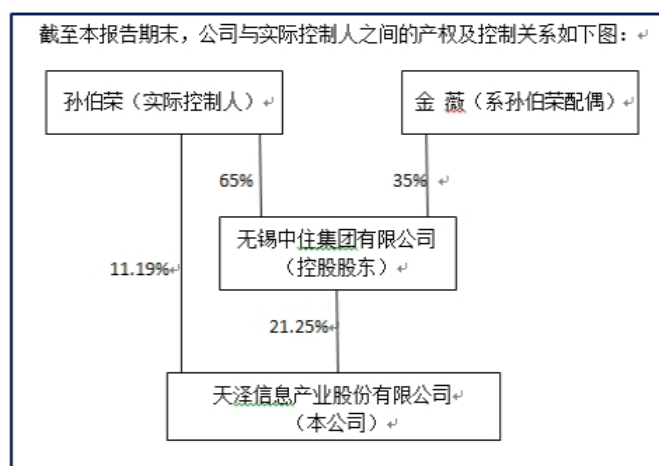 截至本报告期末，公司与实际控制人之间的产权及控制关系如下图：
孙伯荣（实际控制人）
金 薇（系孙伯荣配偶）
65%
35%
无锡中住集团有限公司
（控股股东）
11.19%
21.25%
天泽信息产业股份有限公司
（本公司）